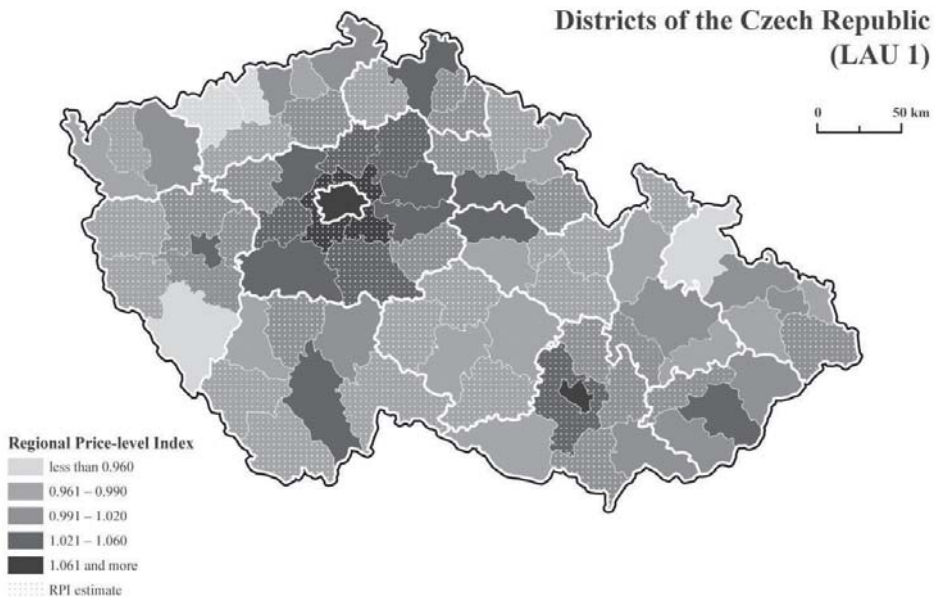 Districts of the Czech Republic
(LAU 1)
0 50 km
Regional Price-level Index
less than 0.960
0.961 – 0.990
0.991 – 1.020
1.021 – 1.060
1.061 and more
RPI estimate